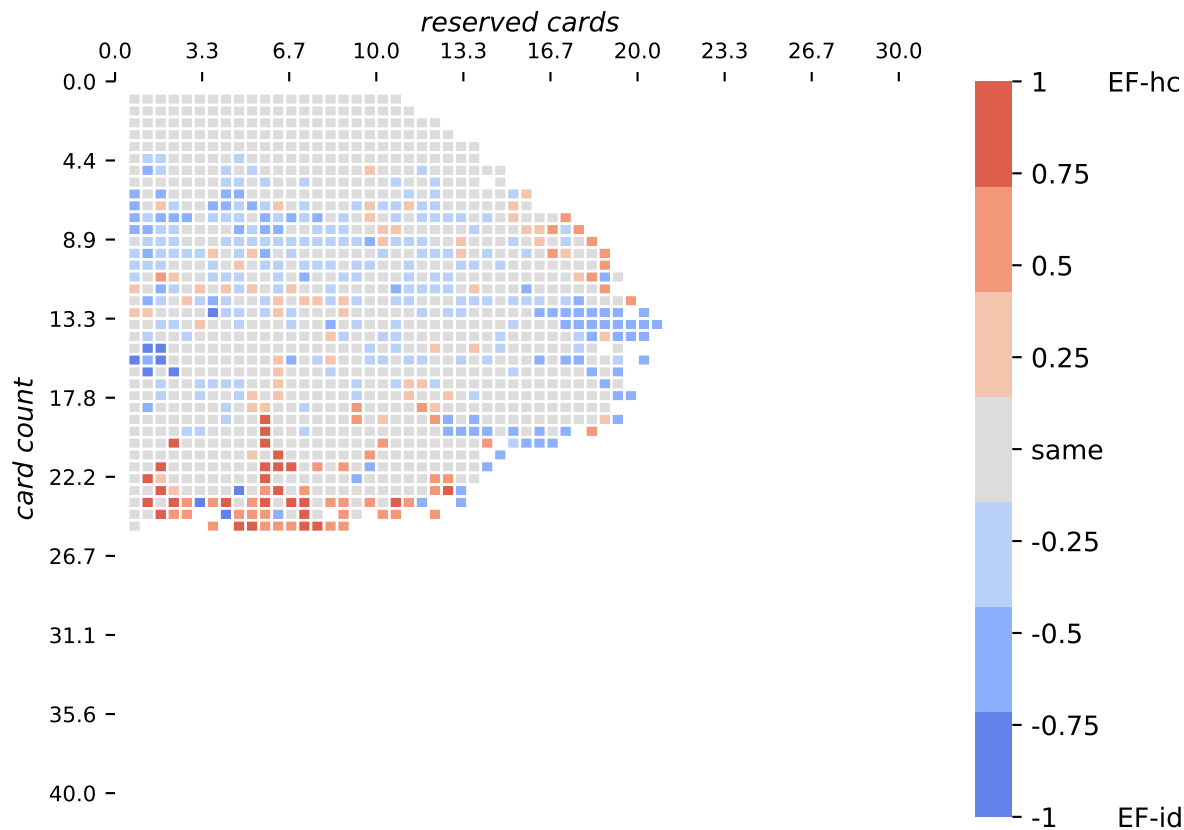 reserved cards
0.0 3.3 6.7 10.0 13.3 16.7 20.0 23.3 26.7 30.0
card count
0.0
4.4
8.9
13.3
17.8
22.2
26.7
31.1
35.6
40.0
1 EF-hc
0.75
0.5
0.25
same
-0.25
-0.5
-0.75
-1 EF-id